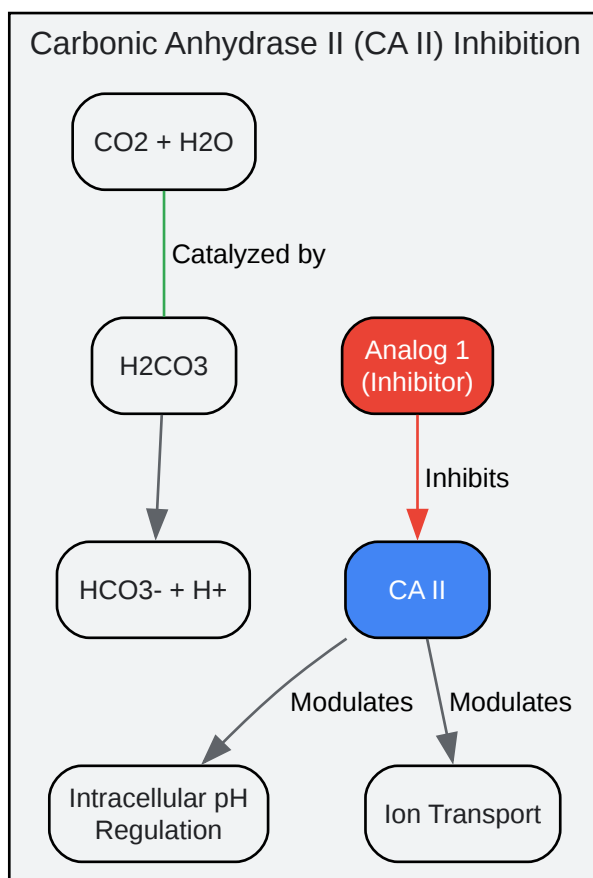 Carbonic Anhydrase II (CA II) Inhibition
CO2 + H2O
Catalyzed by
H2CO3
Analog 1
(Inhibitor)
Inhibits
HCO3- + H+
CA II
Modulates
Modulates
Intracellular pH
Regulation
Ion Transport